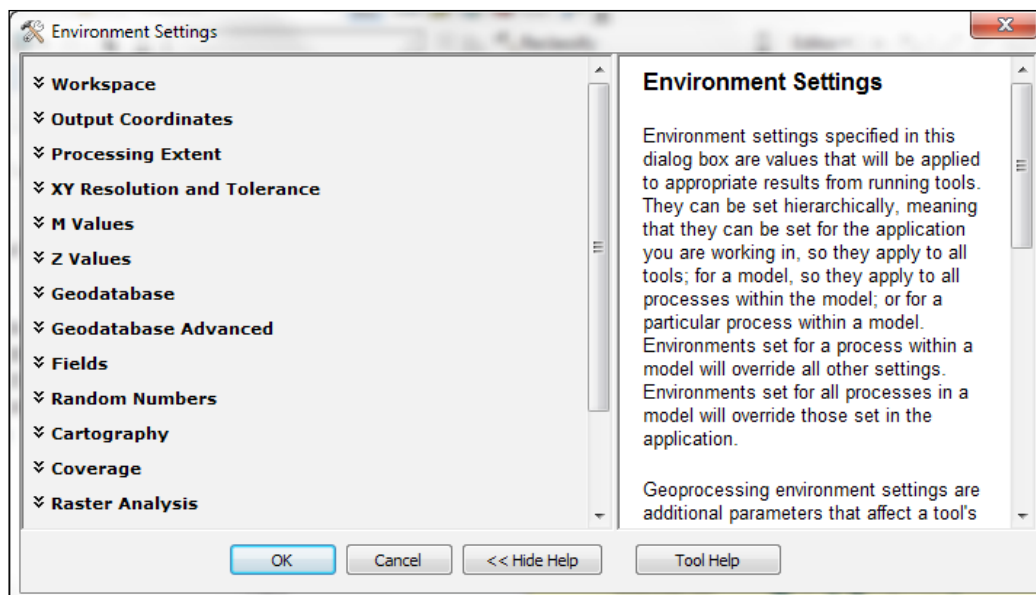 Environment Settings
Workspace
Output Coordinates
Processing Extent
XY Resolution and Tolerance
M Values
Z Values
Geodatabase
Geodatabase Advanced
Fields
Random Numbers
Cartography
Coverage
Raster Analysis
Environment Settings
Environment settings specified in this
dialog box are values that will be applied
to appropriate results from running tools.
They can be set hierarchically, meaning
that they can be set for the application
you are working in, so they apply to all
tools; for a model, so they apply to all
processes within the model; or for a
particular process within a model.
Environments set for a process within a
model will override all other settings.
Environments set for all processes in a
model will override those set in the
application.
Geoprocessing environment settings are
additional parameters that affect a tool's
OK
Cancel
<< Hide Help
Tool Help